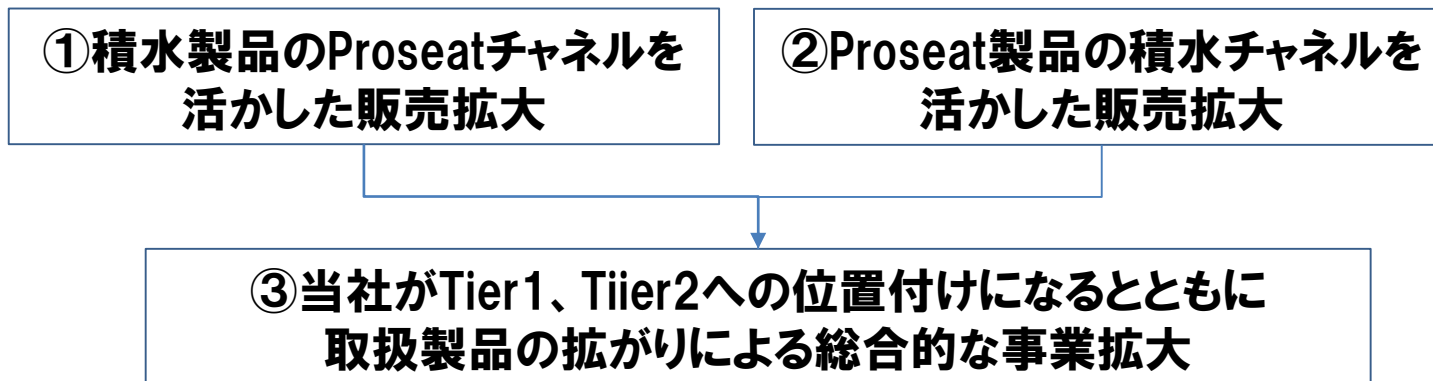 ①積水製品のProseatチャネルを
活かした販売拡大
②Proseat製品の積水チャネルを
活かした販売拡大
③当社がTier1、Tiier2への位置付けになるとともに
取扱製品の拡がりによる総合的な事業拡大